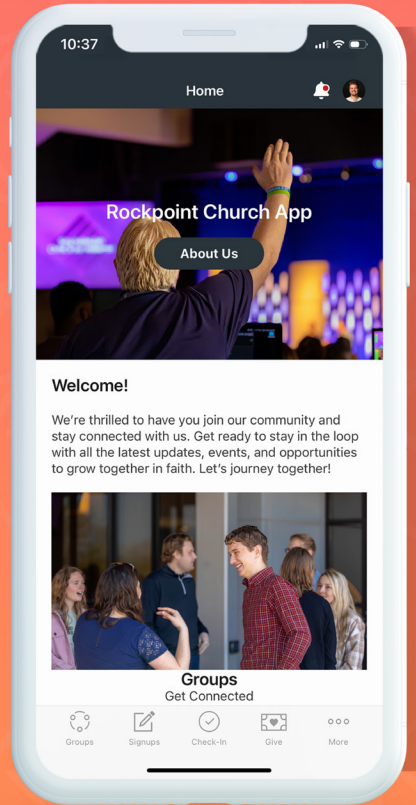 10:37
Home
Rockpoint Church App
About Us
Welcome!
We're thrilled to have you join our community and
stay connected with us. Get ready to stay in the loop
with all the latest updates, events, and opportunities
to grow together in faith. Let's journey together!
Groups
Get Connected
Groups
Signups
Check-In
Give
More